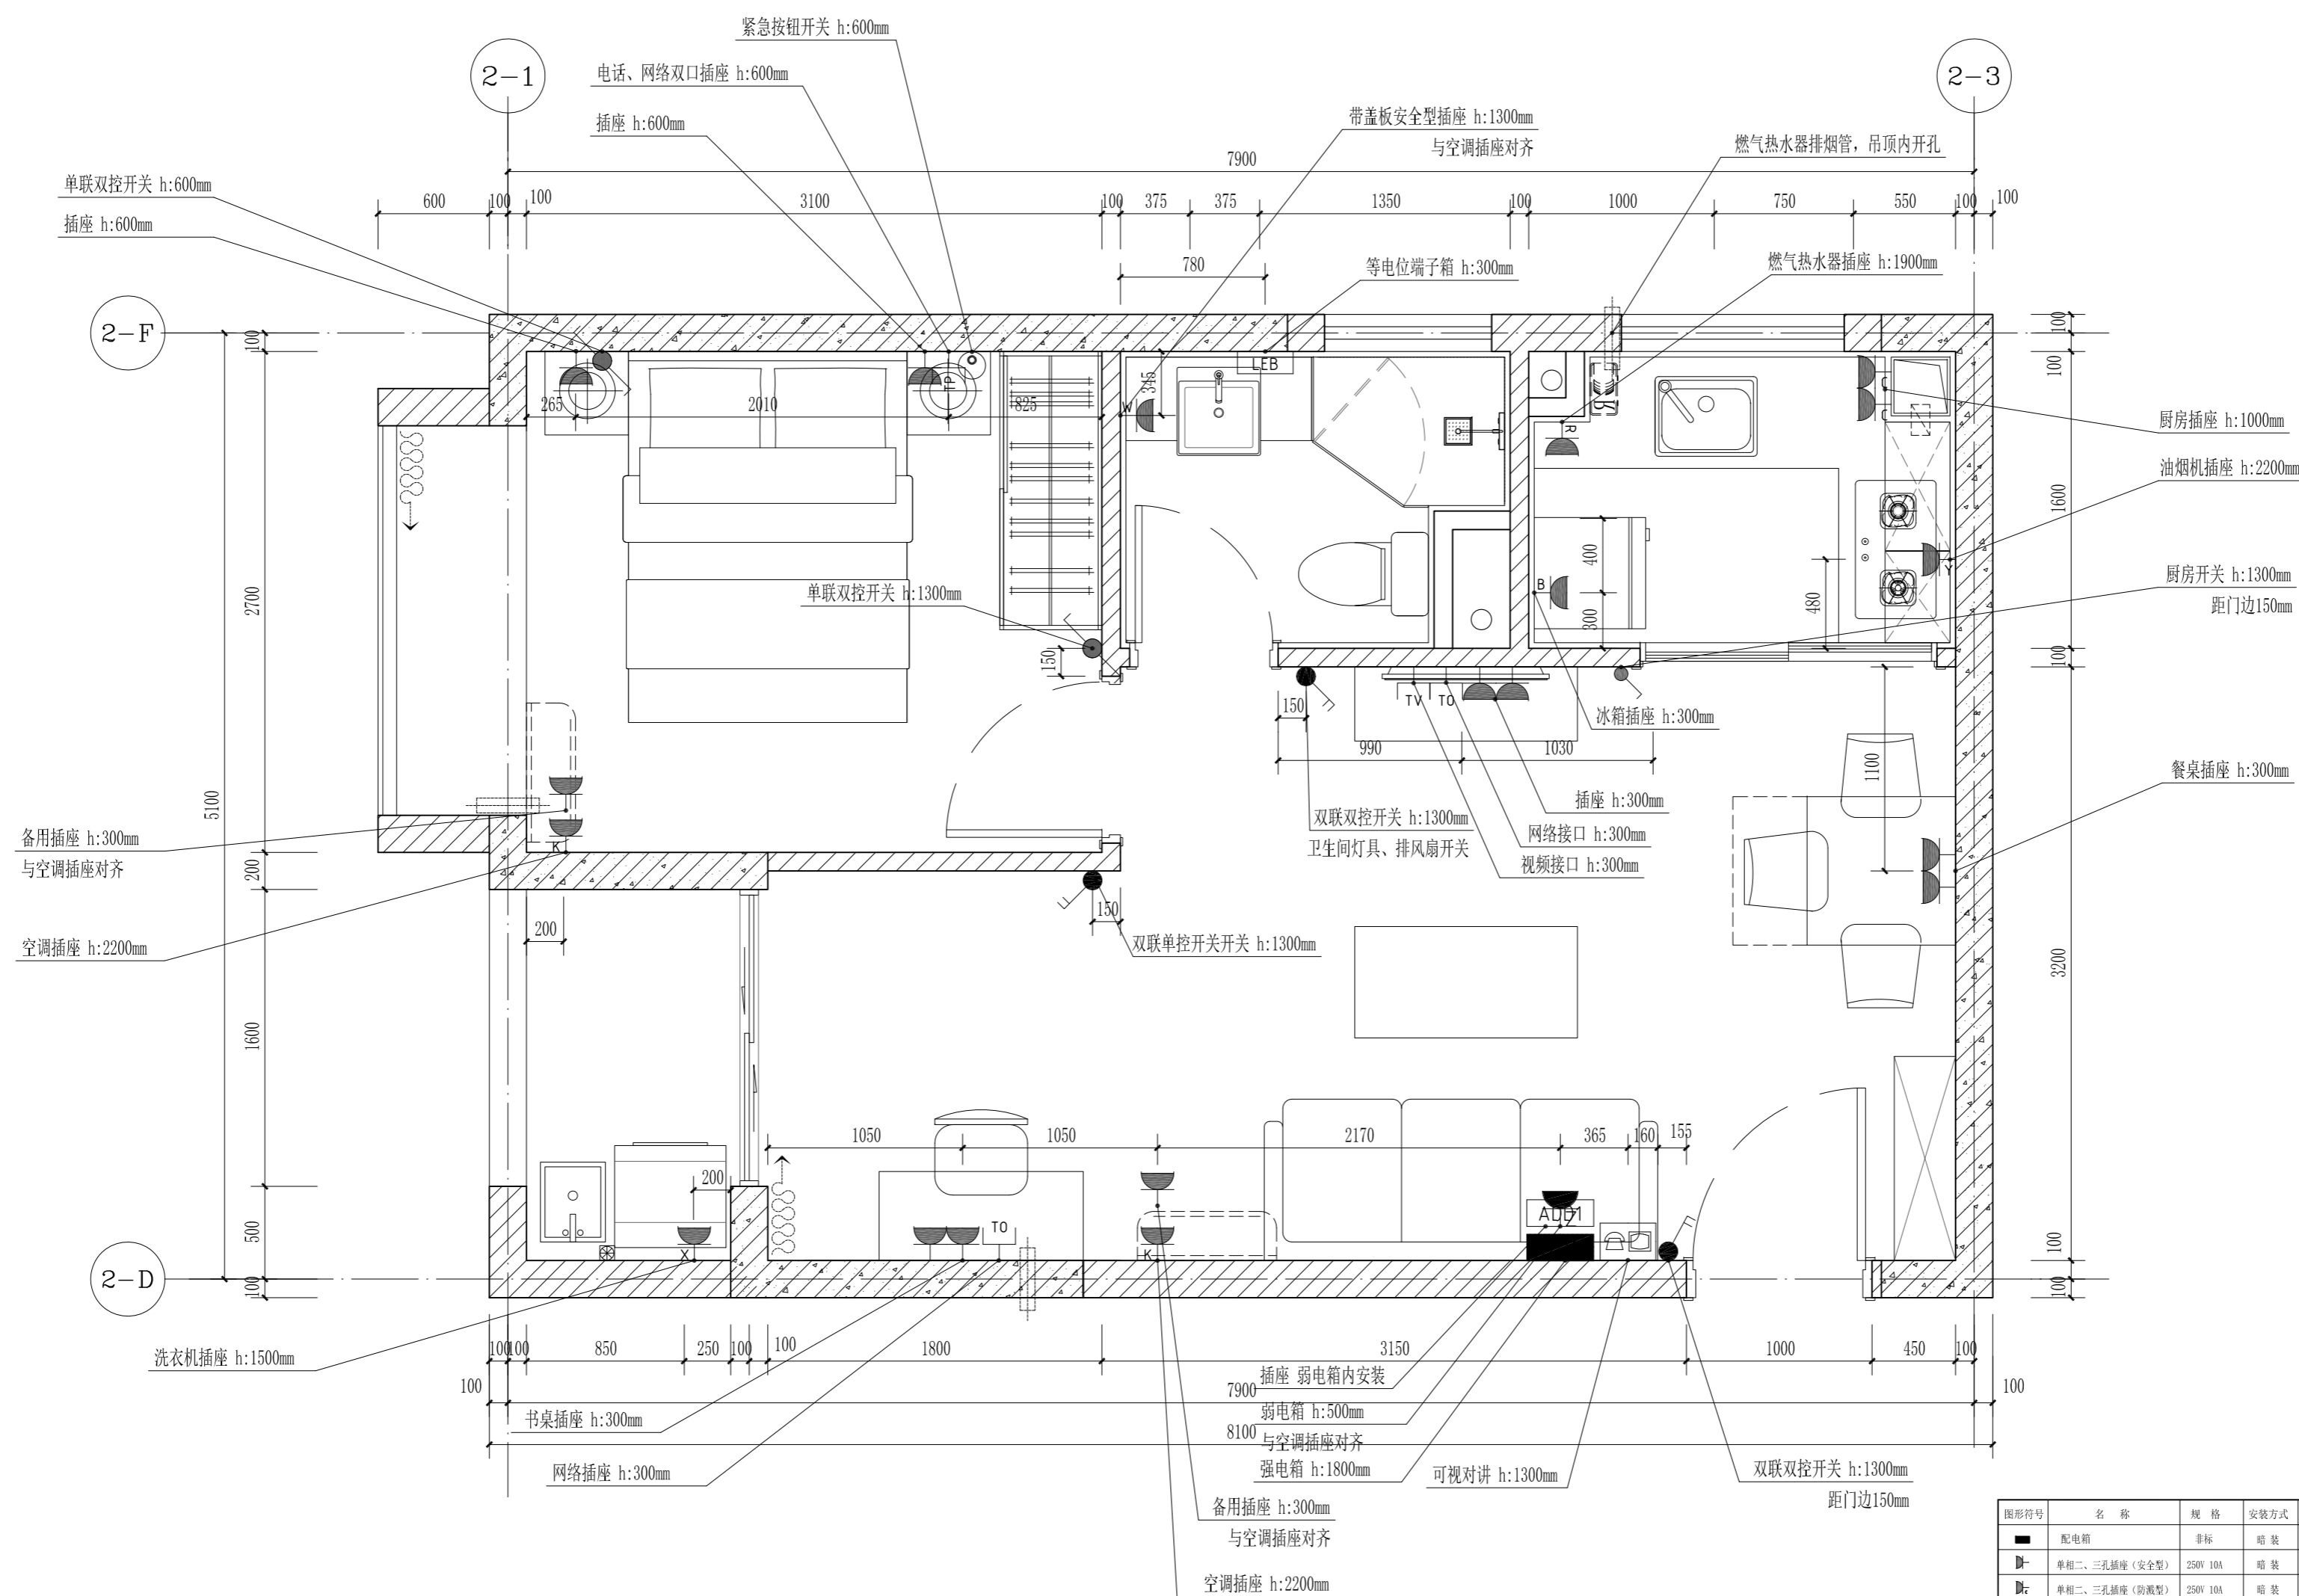 紧急按钮开关 h:600mm
2-1
2-3
电话、网络双口插座 h:600mm
插座 h:600mm
带盖板安全型插座 h:1300mm
与空调插座对齐
燃气热水器排烟管，吊顶内开孔
7900
单联双控开关 h:600mm
插座 h:600mm
600
100
100
3100
100
375
375
1350
100
1000
750
550
100
100
780
等电位端子箱 h:300mm
燃气热水器插座 h:1900mm
2-F
100
100
100
LEB
TP
W
345
265
2010
825
R
R
厨房插座 h:1000mm
油烟机插座 h:2200mm
1600
400
B
300
480
Y
厨房开关 h:1300mm
距门边150mm
2700
单联双控开关 h:1300mm
150
100
150
TV
TO
冰箱插座 h:300mm
990
1030
1100
5100
餐桌插座 h:300mm
插座 h:300mm
双联双控开关 h:1300mm
卫生间灯具、排风扇开关
网络接口 h:300mm
视频接口 h:300mm
备用插座 h:300mm
与空调插座对齐
K
200
150
200
双联单控开关开关 h:1300mm
空调插座 h:2200mm
3200
1600
1050
1050
2170
365
160
155
200
500
X
TO
K
ADD1
Z
100
2-D
100
100
洗衣机插座 h:1500mm
100
100
850
250
100
100
1800
3150
1000
450
100
100
插座 弱电箱内安装
7900
100
书桌插座 h:300mm
弱电箱 h:500mm
8100
与空调插座对齐
网络插座 h:300mm
强电箱 h:1800mm
可视对讲 h:1300mm
双联双控开关 h:1300mm
距门边150mm
备用插座 h:300mm
与空调插座对齐
空调插座 h:2200mm
图形符号 名 称 规 格 安装方式
配电箱 非标 暗 装
单相二、三孔插座（安全型） 250V 10A 暗 装
单相二、三孔插座（防溅型） 250V 10A 暗 装